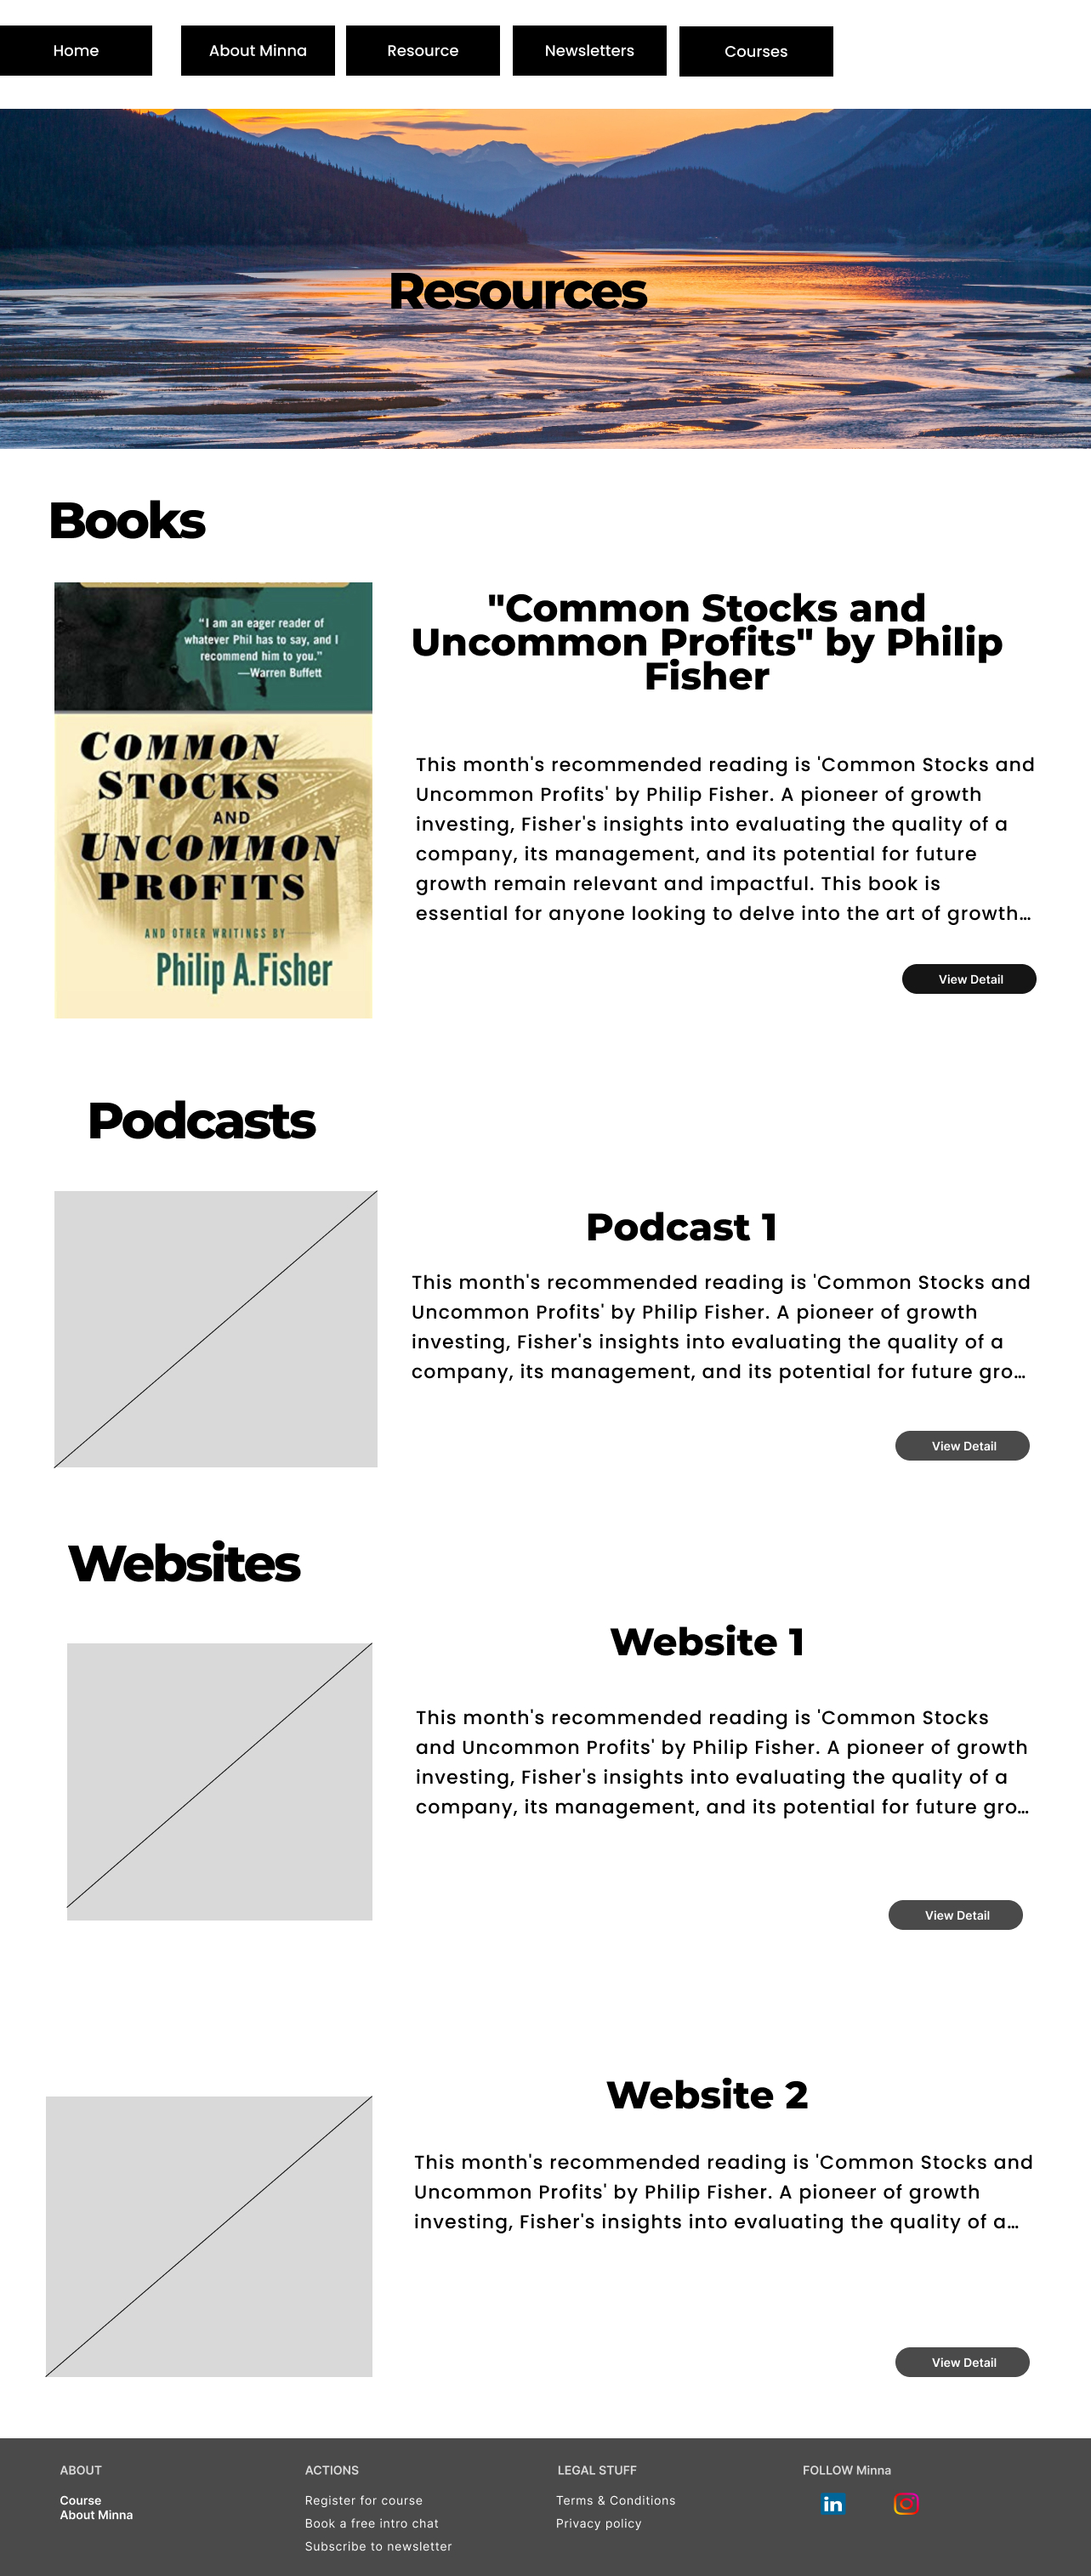 Home
About Minna
Resource
Newsletters
Courses
Resources
Books
"I am an eager reader of
whatever Phil has to say, and I
recommend him to you."
—Warren Buffett
COMMON
STOCKS
AND
UNCOMMON
PROFITS
AND OTHER WRITINGS BY
Philip A. Fisher
"Common Stocks and
Uncommon Profits" by Philip
Fisher
This month's recommended reading is 'Common Stocks and
Uncommon Profits' by Philip Fisher. A pioneer of growth
investing, Fisher's insights into evaluating the quality of a
company, its management, and its potential for future
growth remain relevant and impactful. This book is
essential for anyone looking to delve into the art of growth...
View Detail
Podcasts
Podcast 1
This month's recommended reading is 'Common Stocks and
Uncommon Profits' by Philip Fisher. A pioneer of growth
investing, Fisher's insights into evaluating the quality of a
company, its management, and its potential for future gro...
View Detail
Websites
Website 1
This month's recommended reading is 'Common Stocks
and Uncommon Profits' by Philip Fisher. A pioneer of growth
investing, Fisher's insights into evaluating the quality of a
company, its management, and its potential for future gro...
View Detail
Website 2
This month's recommended reading is 'Common Stocks and
Uncommon Profits' by Philip Fisher. A pioneer of growth
investing, Fisher's insights into evaluating the quality of a...
View Detail
ABOUT
Course
About Minna
ACTIONS
Register for course
Book a free intro chat
Subscribe to newsletter
LEGAL STUFF
Terms & Conditions
Privacy policy
FOLLOW Minna
in